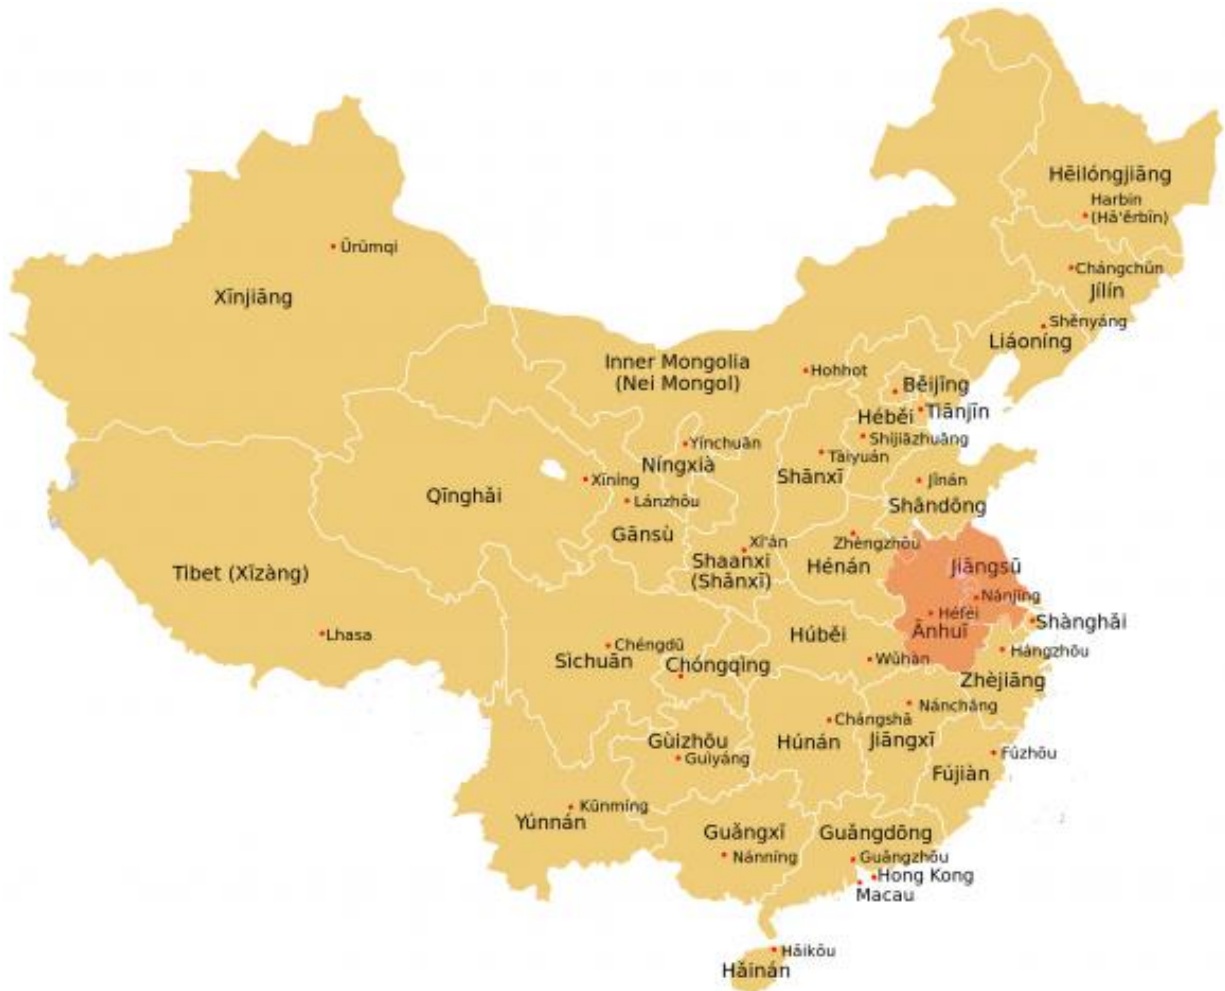 Hēilóngjiāng
Harbin
(Hā'ěrbīn)
Ürümqi
Chángchūn
Xīnjiāng
Jílín
Shěnyáng
Liáoníng
Inner Mongolia
(Nei Mongol)
Hohhot
Běijīng
Héběi
Tiānjīn
Shíjiāzhuāng
Yínchuān
Níngxià
Tàiyuán
Shānxī
Xīníng
Jǐnán
Qīnghǎi
Lánzhōu
Shāndōng
Gānsù
Xī'án
Zhèngzhōu
Shaanxi
(Shǎnxī)
Hénán
Jiāngsū
Tibet (Xīzàng)
Nánjīng
Héféi
Shànghǎi
Ānhuī
Lhasa
Húběi
Chéngdū
Hángzhōu
Sìchuān
Chóngqìng
Wǔhàn
Zhèjiāng
Nánchāng
Chángshā
Gùizhōu
Húnán
Jiāngxī
Guìyáng
Fúzhōu
Fújiàn
Kūnmíng
Yúnnán
Guǎngxī
Guǎngdōng
Nánníng
Guǎngzhōu
Hong Kong
Macau
Hǎikǒu
Hǎinán